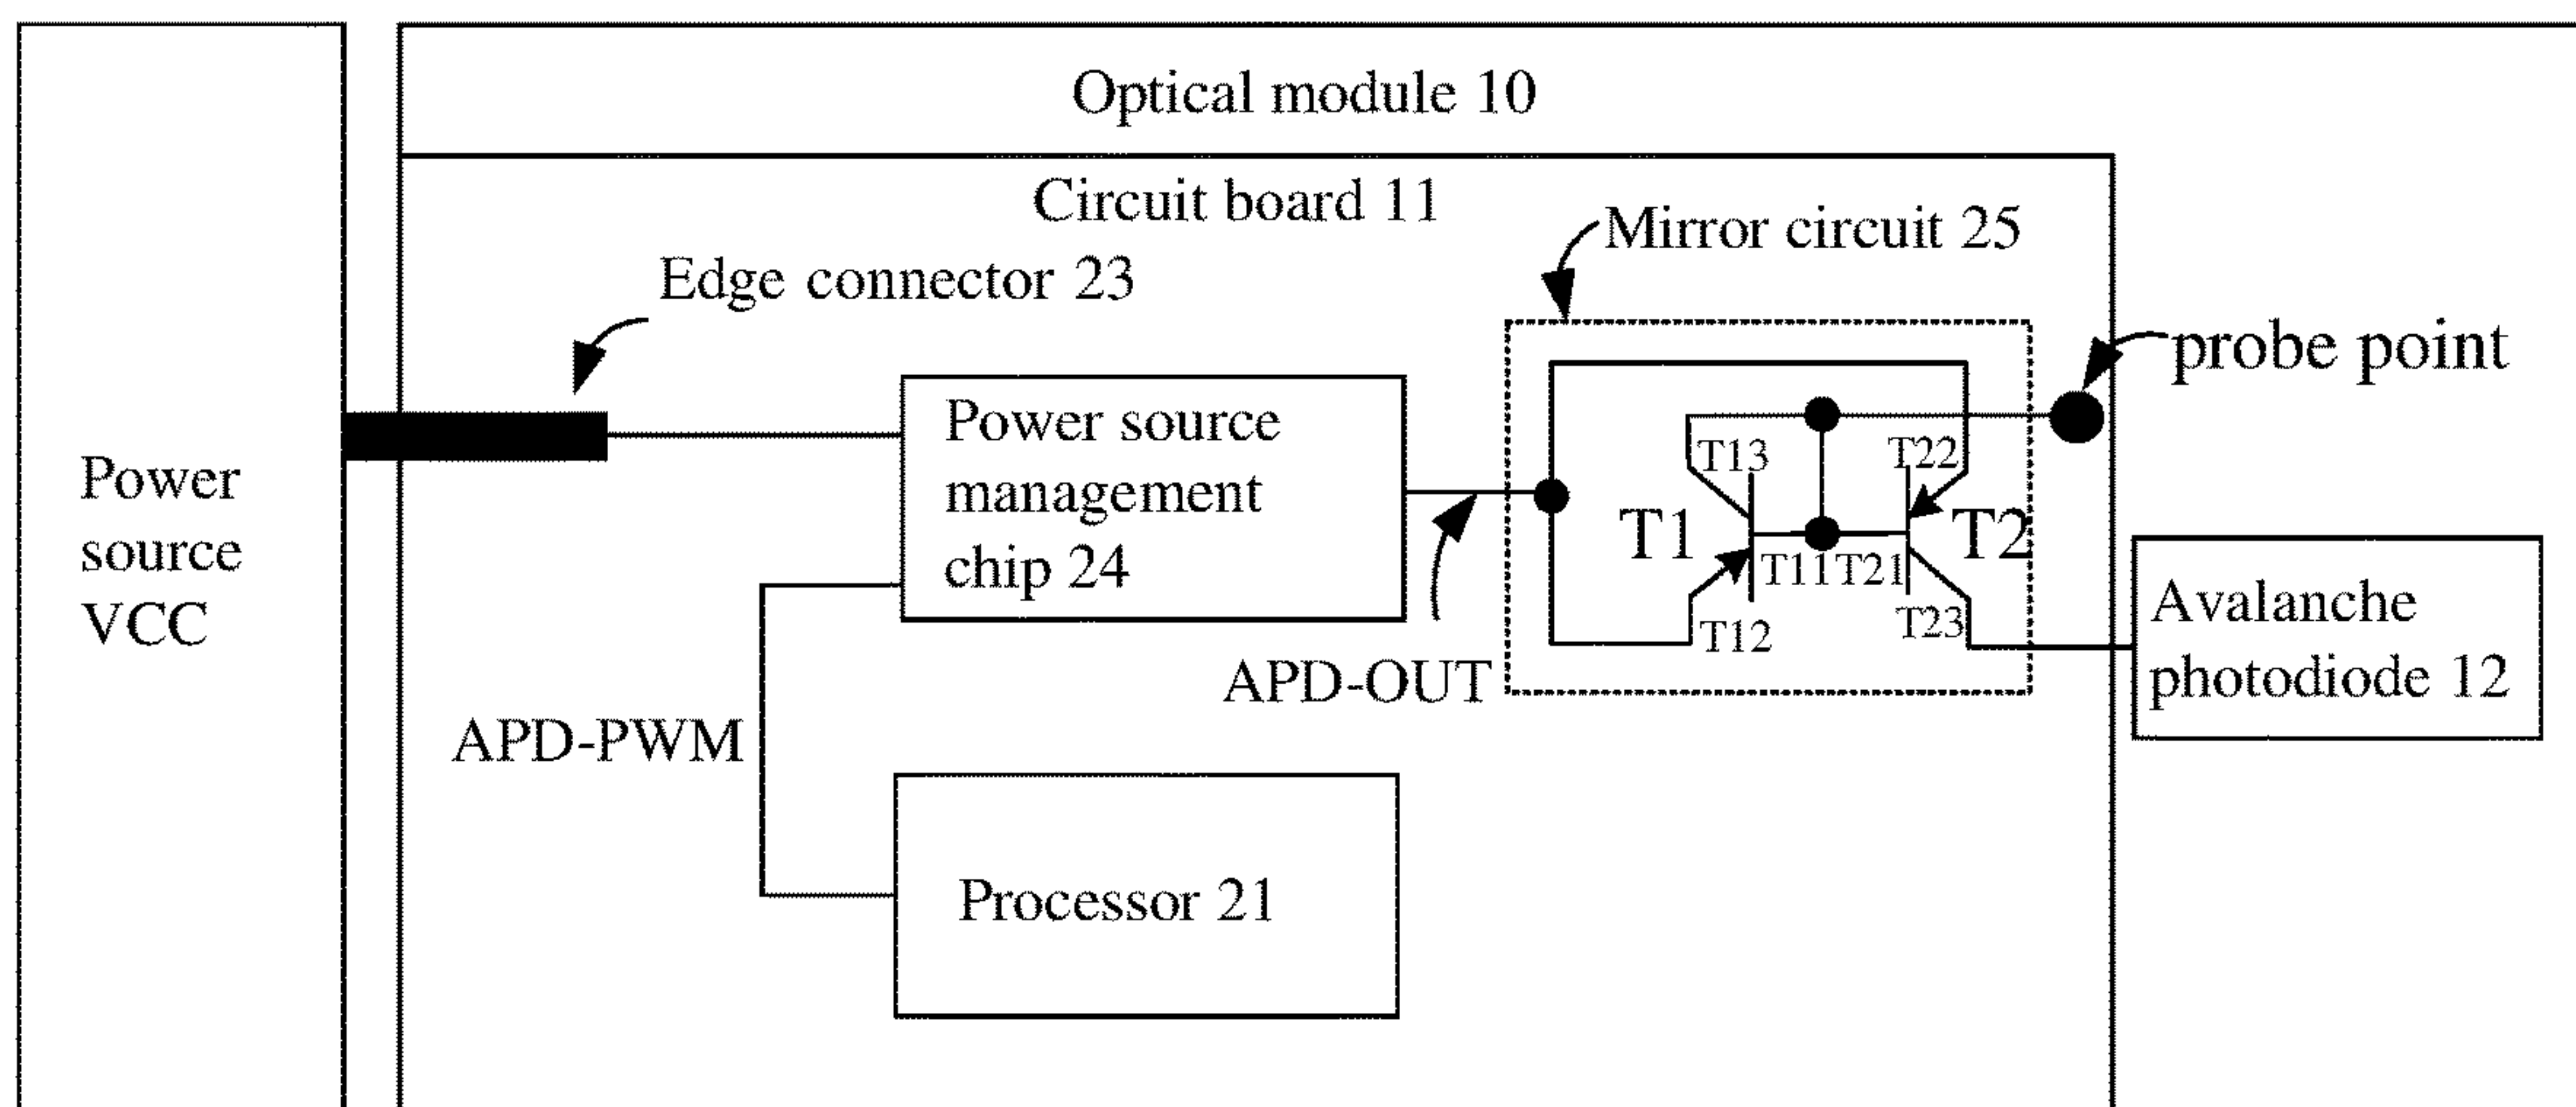 Optical module 10
Circuit board 11
Mirror circuit 25
Edge connector 23
probe point
Power source
management
chip 24
T13
T22
Power
source
VCC
T1
T2
T11
T21
T12
T23
Avalanche
photodiode 12
APD-OUT
APD-PWM
Processor 21